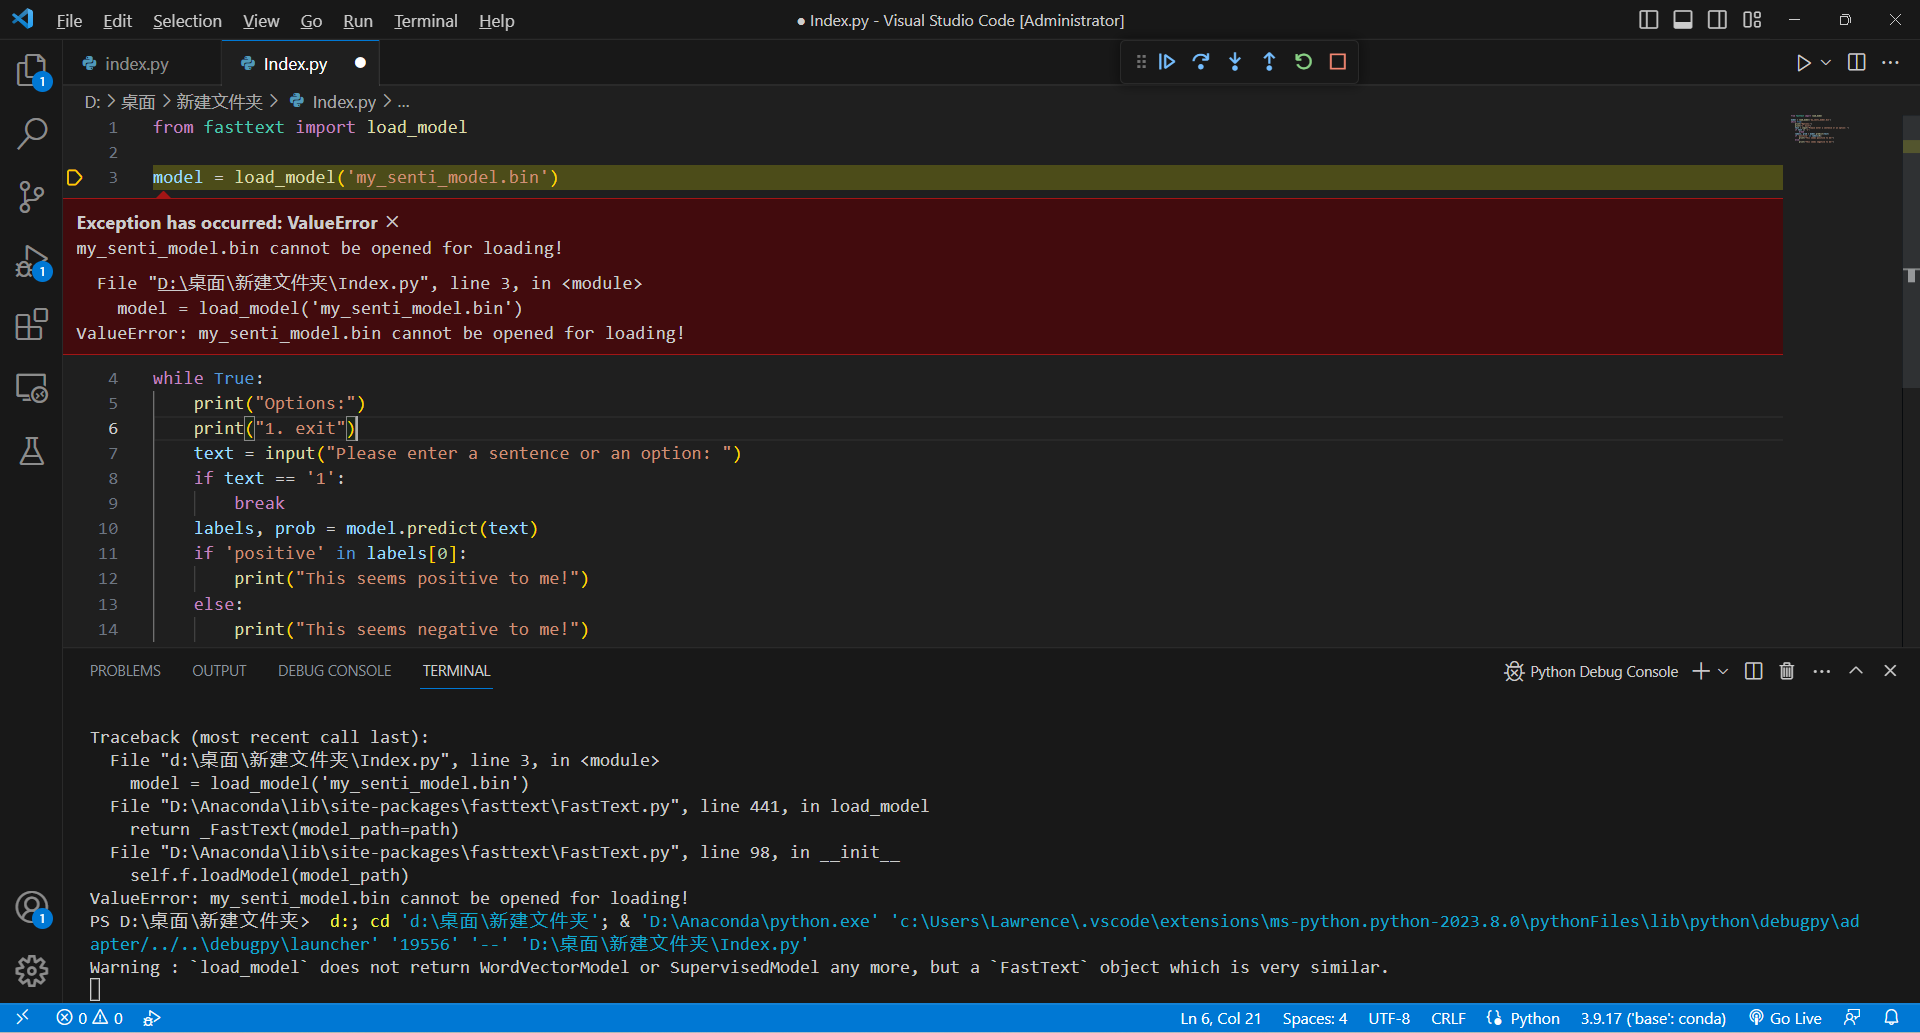 File Edit Selection View Go Run Terminal Help
● Index.py - Visual Studio Code [Administrator]
index.py
Index.py ●
D: > 桌面 > 新建文件夹 > Index.py > ...
1 from fasttext import load_model
2
3 model = load_model('my_senti_model.bin')
Exception has occurred: ValueError ×
my_senti_model.bin cannot be opened for loading!
File "D:\桌面\新建文件夹\Index.py", line 3, in <module>
model = load_model('my_senti_model.bin')
ValueError: my_senti_model.bin cannot be opened for loading!
4 while True:
5 print("Options:")
6 print("1. exit")
7 text = input("Please enter a sentence or an option: ")
8 if text == '1':
9 break
10 labels, prob = model.predict(text)
11 if 'positive' in labels[0]:
12 print("This seems positive to me!")
13 else:
14 print("This seems negative to me!")
PROBLEMS OUTPUT DEBUG CONSOLE TERMINAL
Python Debug Console
Traceback (most recent call last):
File "d:\桌面\新建文件夹\Index.py", line 3, in <module>
model = load_model('my_senti_model.bin')
File "D:\Anaconda\lib\site-packages\fasttext\FastText.py", line 441, in load_model
return _FastText(model_path=path)
File "D:\Anaconda\lib\site-packages\fasttext\FastText.py", line 98, in __init__
self.f.loadModel(model_path)
ValueError: my_senti_model.bin cannot be opened for loading!
PS D:\桌面\新建文件夹>  d:; cd 'd:\桌面\新建文件夹'; & 'D:\Anaconda\python.exe' 'c:\Users\Lawrence\.vscode\extensions\ms-python.python-2023.8.0\pythonFiles\lib\python\debugpy\ad
apter/../..\debugpy\launcher' '19556' '--' 'D:\桌面\新建文件夹\Index.py'
Warning : `load_model` does not return WordVectorModel or SupervisedModel any more, but a `FastText` object which is very similar.
1
1
1
0 0
Ln 6, Col 21 Spaces: 4 UTF-8 CRLF Python 3.9.17 ('base': conda) Go Live